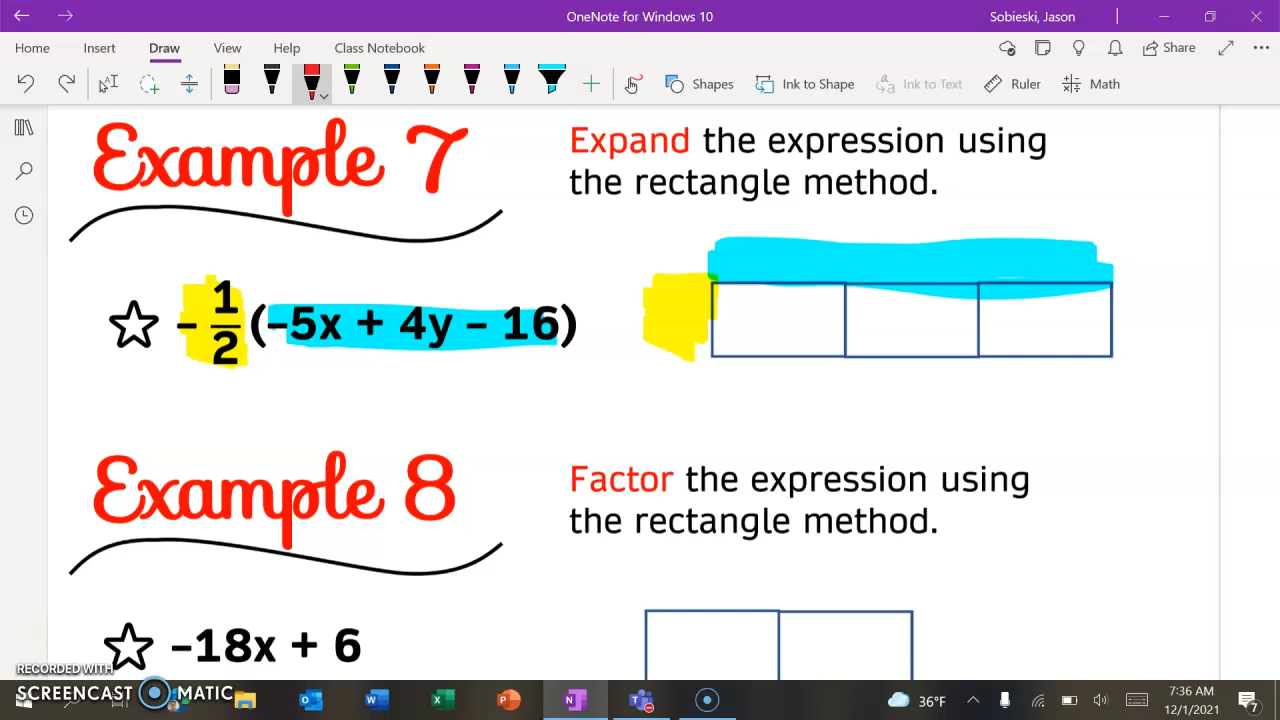 OneNote for Windows 10
Sobieski, Jason
Home Insert Draw View Help Class Notebook
Share
Shapes Ink to Shape Ink to Text Ruler Math
Example 7
Expand the expression using
the rectangle method.
☆ -1/2(-5x + 4y - 16)
Example 8
Factor the expression using
the rectangle method.
☆ -18x + 6
RECORDED WITH
SCREENCAST MATIC
36°F
7:36 AM
12/1/2021
7